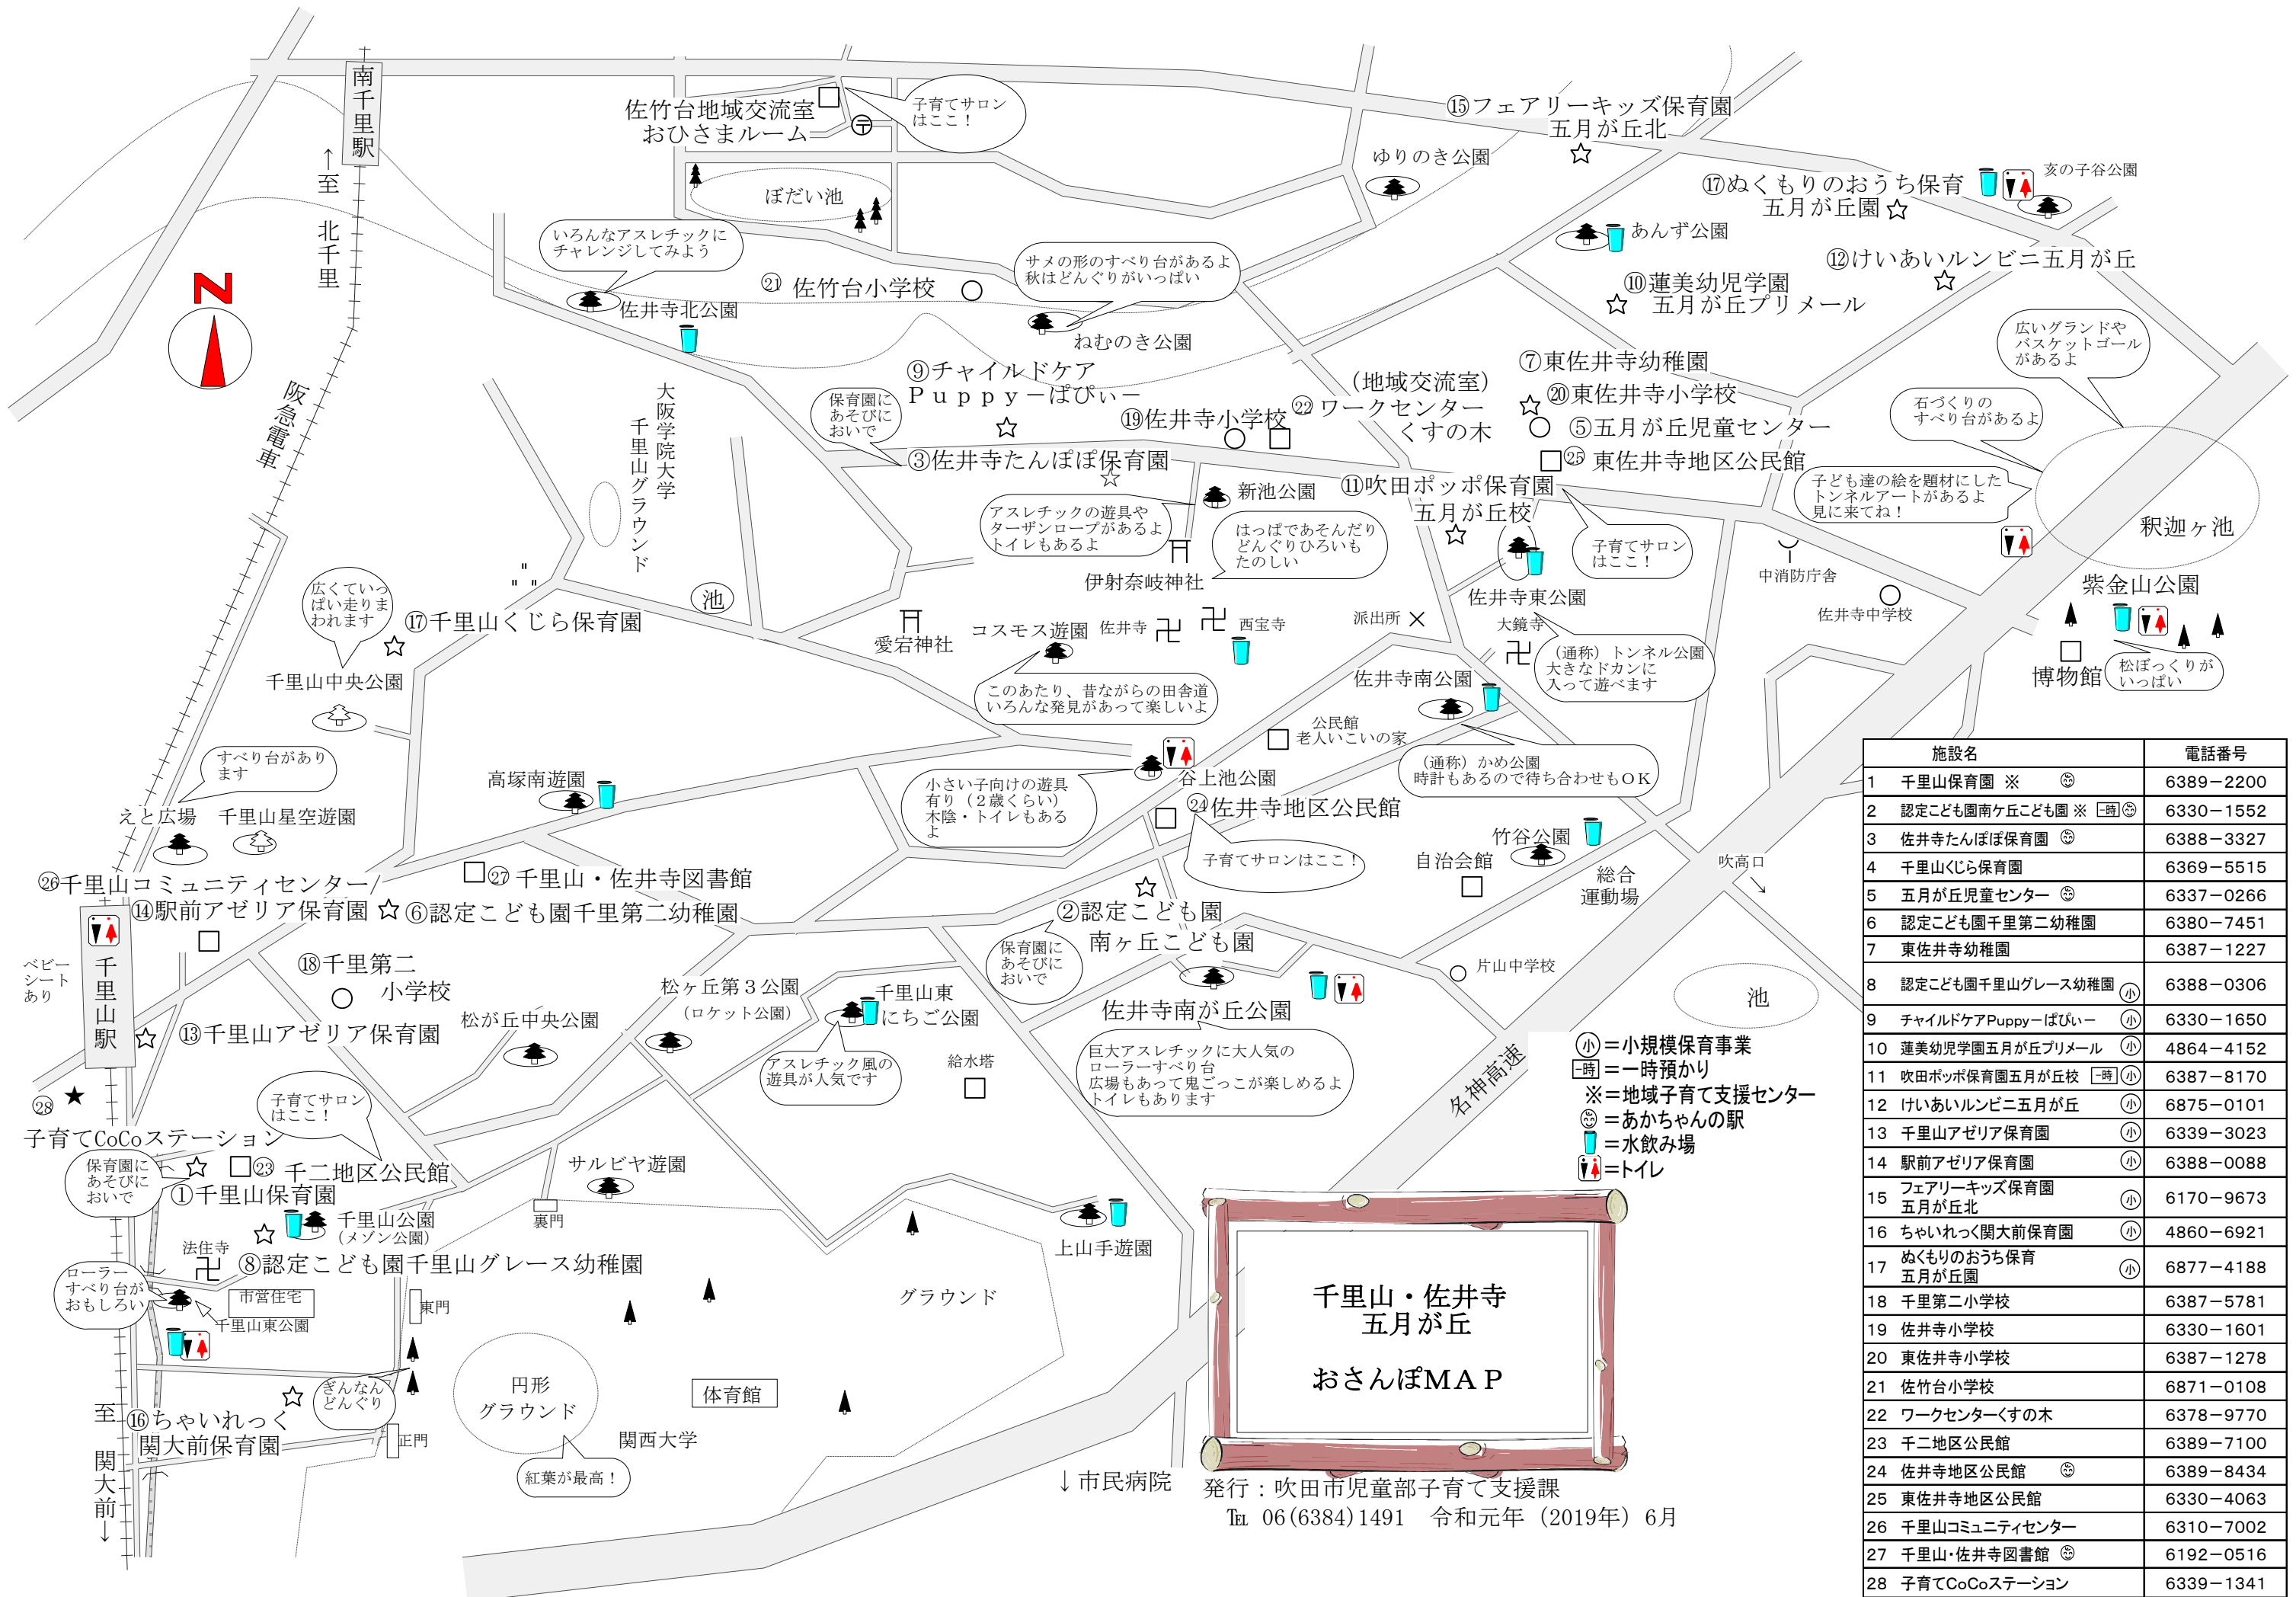 南千里駅
↑至 北千里
阪急電車
佐竹台地域交流室
おひさまルーム
子育てサロン
はここ！
ぼだい池
いろんなアスレチックに
チャレンジしてみよう
佐井寺北公園
㉑ 佐竹台小学校
サメの形のすべり台があるよ
秋はどんぐりがいっぱい
ねむのき公園
ゆりのき公園
⑮フェアリーキッズ保育園
五月が丘北
⑰ぬくもりのおうち保育
五月が丘園
亥の子谷公園
あんず公園
⑫けいあいルンビニ五月が丘
⑩蓮美幼児学園
五月が丘プリメール
広いグランドや
バスケットゴール
があるよ
石づくりの
すべり台があるよ
子ども達の絵を題材にした
トンネルアートがあるよ
見に来てね！
釈迦ヶ池
紫金山公園
博物館
松ぼっくりが
いっぱい
N
大阪学院大学
千里山グラウンド
保育園に
あそびに
おいで
⑨チャイルドケア
Ｐｕｐｐｙ－ぱぴぃ－
③佐井寺たんぽぽ保育園
⑲佐井寺小学校
（地域交流室）
㉒ワークセンター
くすの木
⑦東佐井寺幼稚園
⑳東佐井寺小学校
⑤五月が丘児童センター
㉕ 東佐井寺地区公民館
⑪吹田ポッポ保育園
五月が丘校
子育てサロン
はここ！
新池公園
アスレチックの遊具や
ターザンロープがあるよ
トイレもあるよ
はっぱであそんだり
どんぐりひろいも
たのしい
伊射奈岐神社
中消防庁舎
佐井寺中学校
佐井寺東公園
（通称）トンネル公園
大きなドカンに
入って遊べます
大鏡寺
派出所
広くていっ
ぱい走りま
われます
⑰千里山くじら保育園
千里山中央公園
池
愛宕神社
コスモス遊園
佐井寺
西宝寺
このあたり、昔ながらの田舎道
いろんな発見があって楽しいよ
佐井寺南公園
公民館
老人いこいの家
（通称）かめ公園
時計もあるので待ち合わせもＯＫ
すべり台があり
ます
えと広場
千里山星空遊園
高塚南遊園
小さい子向けの遊具
有り（２歳くらい）
木陰・トイレもある
よ
谷上池公園
㉔佐井寺地区公民館
子育てサロンはここ！
竹谷公園
自治会館
総合
運動場
吹高口
㉖千里山コミュニティセンター
⑭駅前アゼリア保育園
㉗千里山・佐井寺図書館
⑥認定こども園千里第二幼稚園
②認定こども園
南ヶ丘こども園
保育園に
あそびに
おいで
千里山駅
ベビー
シート
あり
⑱千里第二
小学校
⑬千里山アゼリア保育園
松が丘中央公園
松ヶ丘第３公園
（ロケット公園）
千里山東
にちご公園
アスレチック風の
遊具が人気です
給水塔
佐井寺南が丘公園
巨大アスレチックに大人気の
ローラーすべり台
広場もあって鬼ごっこが楽しめるよ
トイレもあります
片山中学校
池
名神高速
㉘
子育てCoCoステーション
子育てサロン
はここ！
保育園に
あそびに
おいで
㉓ 千二地区公民館
①千里山保育園
千里山公園
（メゾン公園）
法住寺
⑧認定こども園千里山グレース幼稚園
サルビヤ遊園
裏門
上山手遊園
ローラー
すべり台が
おもしろい
市営住宅
千里山東公園
東門
ぎんなん
どんぐり
⑯ちゃいれっく
関大前保育園
正門
至 関大前↓
円形
グラウンド
グラウンド
体育館
関西大学
紅葉が最高！
↓市民病院
㊙小＝小規模保育事業
一時＝一時預かり
※＝地域子育て支援センター
＝あかちゃんの駅
＝水飲み場
＝トイレ
千里山・佐井寺
五月が丘
おさんぽＭＡＰ
発行：吹田市児童部子育て支援課
℡ 06(6384)1491　令和元年（2019年）6月
施設名 電話番号
1 千里山保育園 ※ 6389－2200
2 認定こども園南ケ丘こども園 ※ 一時 6330－1552
3 佐井寺たんぽぽ保育園 6388－3327
4 千里山くじら保育園 6369－5515
5 五月が丘児童センター 6337－0266
6 認定こども園千里第二幼稚園 6380－7451
7 東佐井寺幼稚園 6387－1227
8 認定こども園千里山グレース幼稚園 小 6388－0306
9 チャイルドケアPuppy－ぱぴぃ－ 小 6330－1650
10 蓮美幼児学園五月が丘プリメール 小 4864－4152
11 吹田ポッポ保育園五月が丘校 一時 小 6387－8170
12 けいあいルンビニ五月が丘 小 6875－0101
13 千里山アゼリア保育園 小 6339－3023
14 駅前アゼリア保育園 小 6388－0088
15 フェアリーキッズ保育園
五月が丘北 小 6170－9673
16 ちゃいれっく関大前保育園 小 4860－6921
17 ぬくもりのおうち保育
五月が丘園 小 6877－4188
18 千里第二小学校 6387－5781
19 佐井寺小学校 6330－1601
20 東佐井寺小学校 6387－1278
21 佐竹台小学校 6871－0108
22 ワークセンターくすの木 6378－9770
23 千二地区公民館 6389－7100
24 佐井寺地区公民館 6389－8434
25 東佐井寺地区公民館 6330－4063
26 千里山コミュニティセンター 6310－7002
27 千里山・佐井寺図書館 6192－0516
28 子育てCoCoステーション 6339－1341